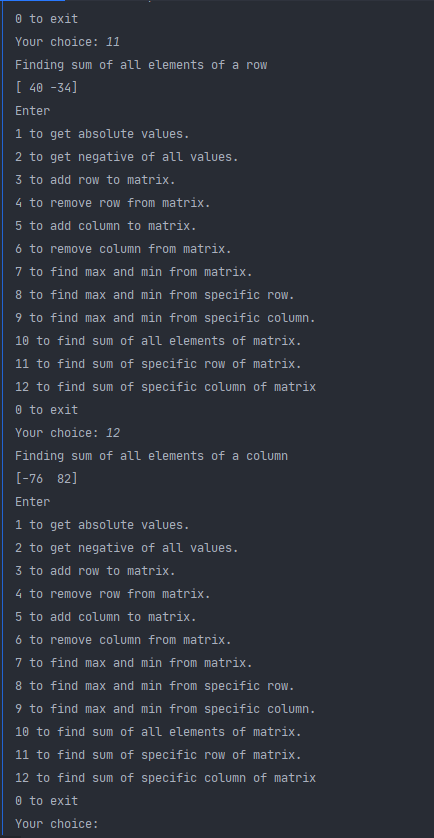 0 to exit
Your choice: 11
Finding sum of all elements of a row
[ 40 -34]
Enter
1 to get absolute values.
2 to get negative of all values.
3 to add row to matrix.
4 to remove row from matrix.
5 to add column to matrix.
6 to remove column from matrix.
7 to find max and min from matrix.
8 to find max and min from specific row.
9 to find max and min from specific column.
10 to find sum of all elements of matrix.
11 to find sum of specific row of matrix.
12 to find sum of specific column of matrix
0 to exit
Your choice: 12
Finding sum of all elements of a column
[-76  82]
Enter
1 to get absolute values.
2 to get negative of all values.
3 to add row to matrix.
4 to remove row from matrix.
5 to add column to matrix.
6 to remove column from matrix.
7 to find max and min from matrix.
8 to find max and min from specific row.
9 to find max and min from specific column.
10 to find sum of all elements of matrix.
11 to find sum of specific row of matrix.
12 to find sum of specific column of matrix
0 to exit
Your choice: